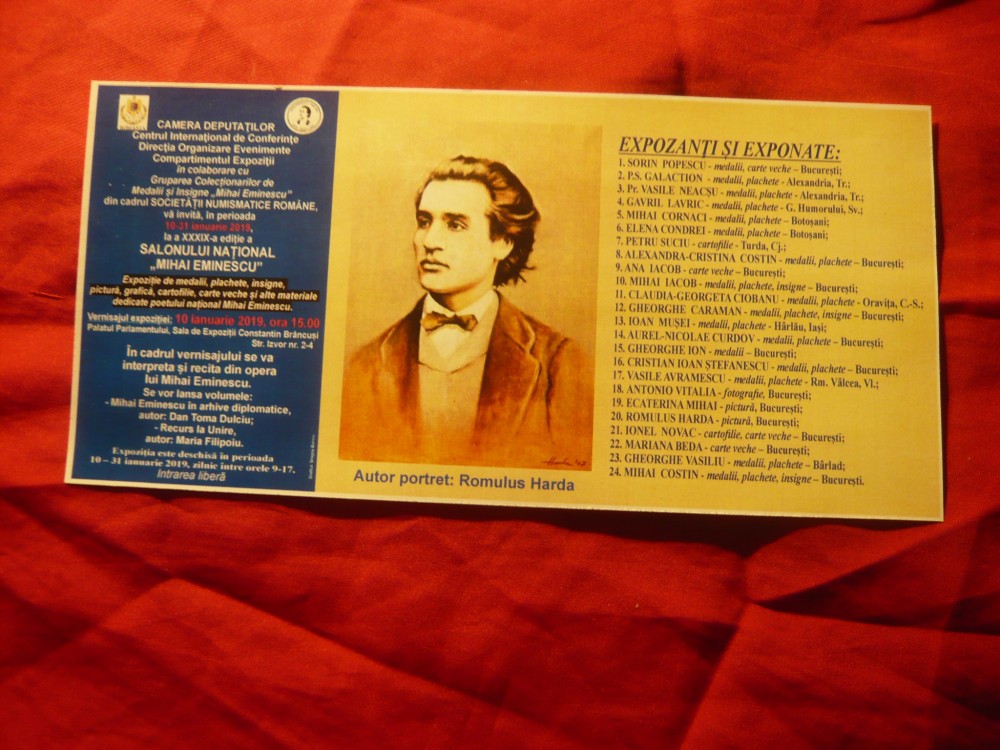 CAMERA DEPUTAȚILOR
Centrul Internațional de Conferințe
Direcția Organizare Evenimente
Compartimentul Expoziții
în colaborare cu
Gruparea Colecționarilor de
Medalii și Insigne „Mihai Eminescu"
din cadrul SOCIETĂȚII NUMISMATICE ROMÂNE,
vă invită, în perioada
10-31 ianuarie 2019,
la a XXXIX-a ediție a
SALONULUI NAȚIONAL
„MIHAI EMINESCU"
Expoziție de medalii, plachete, insigne,
pictură, grafică, cartofilie, carte veche și alte materiale
dedicate poetului național Mihai Eminescu.
Vernisajul expoziției: 10 ianuarie 2019, ora 15.00
Palatul Parlamentului, Sala de Expoziții Constantin Brâncuși
Str. Izvor nr. 2-4
În cadrul vernisajului se va
interpreta și recita din opera
lui Mihai Eminescu.
Se vor lansa volumele:
- Mihai Eminescu în arhive diplomatice,
autor: Dan Toma Dulciu;
- Recurs la Unire,
autor: Maria Filipoiu.
Expoziția este deschisă în perioada
10 – 31 ianuarie 2019, zilnic între orele 9-17.
Intrarea liberă
Autor portret: Romulus Harda
EXPOZANȚI ȘI EXPONATE:
1. SORIN POPESCU - medalii, carte veche – București;
2. P.S. GALACTION - medalii, plachete - Alexandria, Tr.;
3. Pr. VASILE NEACȘU - medalii, plachete - Alexandria, Tr.;
4. GAVRIL LAVRIC - medalii, plachete - G. Humorului, Sv.;
5. MIHAI CORNACI - medalii, plachete – Botoșani;
6. ELENA CONDREI - medalii, plachete – Botoșani;
7. PETRU SUCIU - cartofilie - Turda, Cj.;
8. ALEXANDRA-CRISTINA COSTIN - medalii, plachete – București;
9. ANA IACOB - carte veche – București;
10. MIHAI IACOB - medalii, plachete, insigne – București;
11. CLAUDIA-GEORGETA CIOBANU - medalii, plachete - Oravița, C.-S.;
12. GHEORGHE CARAMAN - medalii, plachete, insigne – București;
13. IOAN MUȘEI - medalii, plachete - Hârlău, Iași;
14. AUREL-NICOLAE CURDOV - medalii, plachete – București;
15. GHEORGHE ION - medalii – București;
16. CRISTIAN IOAN ȘTEFANESCU - medalii, plachete – București;
17. VASILE AVRAMESCU - medalii, plachete - Rm. Vâlcea, Vl.;
18. ANTONIO VITALIA - fotografie, București;
19. ECATERINA MIHAI - pictură, București;
20. ROMULUS HARDA - pictură, București;
21. IONEL NOVAC - cartofilie, carte veche – București;
22. MARIANA BEDA - carte veche – București;
23. GHEORGHE VASILIU - medalii, plachete – Bârlad;
24. MIHAI COSTIN - medalii, plachete, insigne – București.